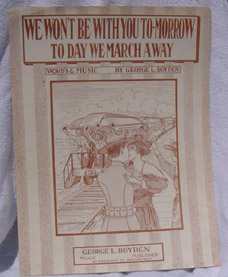 WE WON'T BE WITH YOU TO-MORROW
TO DAY WE MARCH AWAY
WORDS & MUSIC BY GEORGE L. BOYDEN
GEORGE L. BOYDEN
MUSIC PUBLISHER